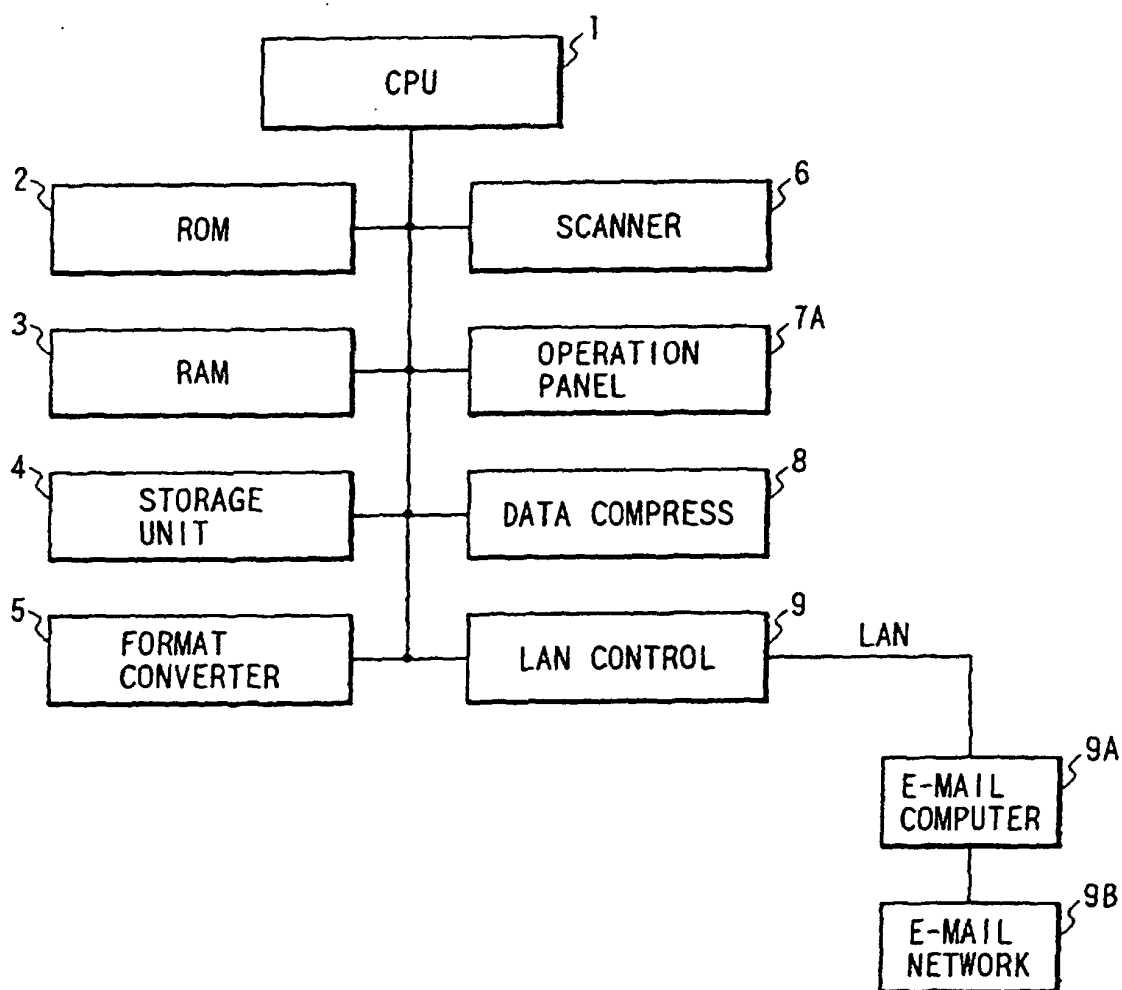 1
CPU
2
ROM
6
SCANNER
3
RAM
7A
OPERATION
PANEL
4
STORAGE
UNIT
8
DATA COMPRESS
5
FORMAT
CONVERTER
9
LAN CONTROL
LAN
9A
E-MAIL
COMPUTER
9B
E-MAIL
NETWORK